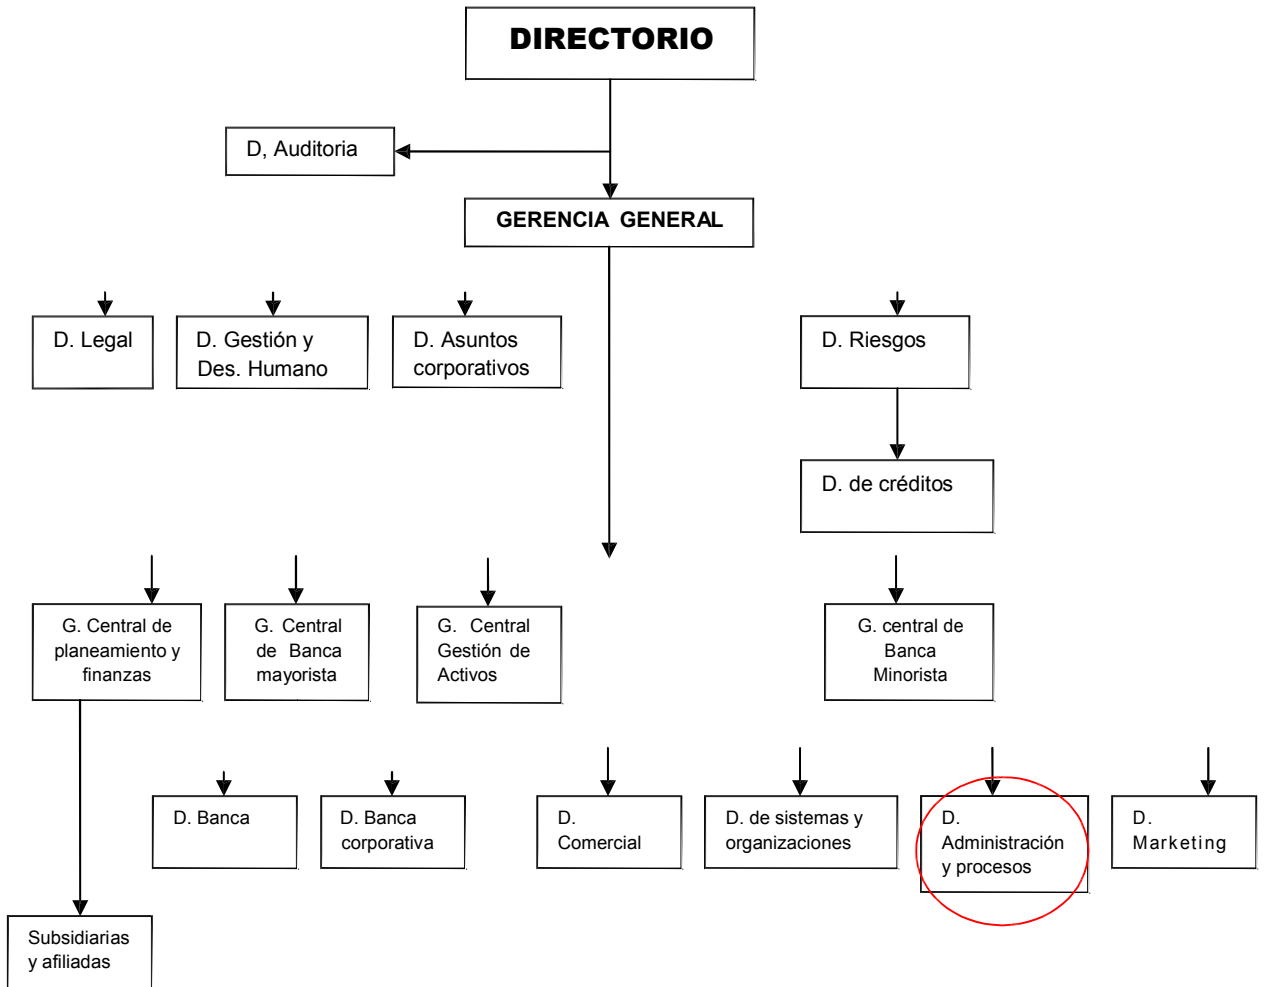 DIRECTORIO
D, Auditoria
GERENCIA GENERAL
D. Legal
D. Gestión y
Des. Humano
D. Asuntos
corporativos
D. Riesgos
D. de créditos
G. Central de
planeamiento y
finanzas
G. Central
de Banca
mayorista
G. Central
Gestión de
Activos
G. central de
Banca
Minorista
D. Banca
D. Banca
corporativa
D.
Comercial
D. de sistemas y
organizaciones
D.
Administración
y procesos
D.
Marketing
Subsidiarias
y afiliadas